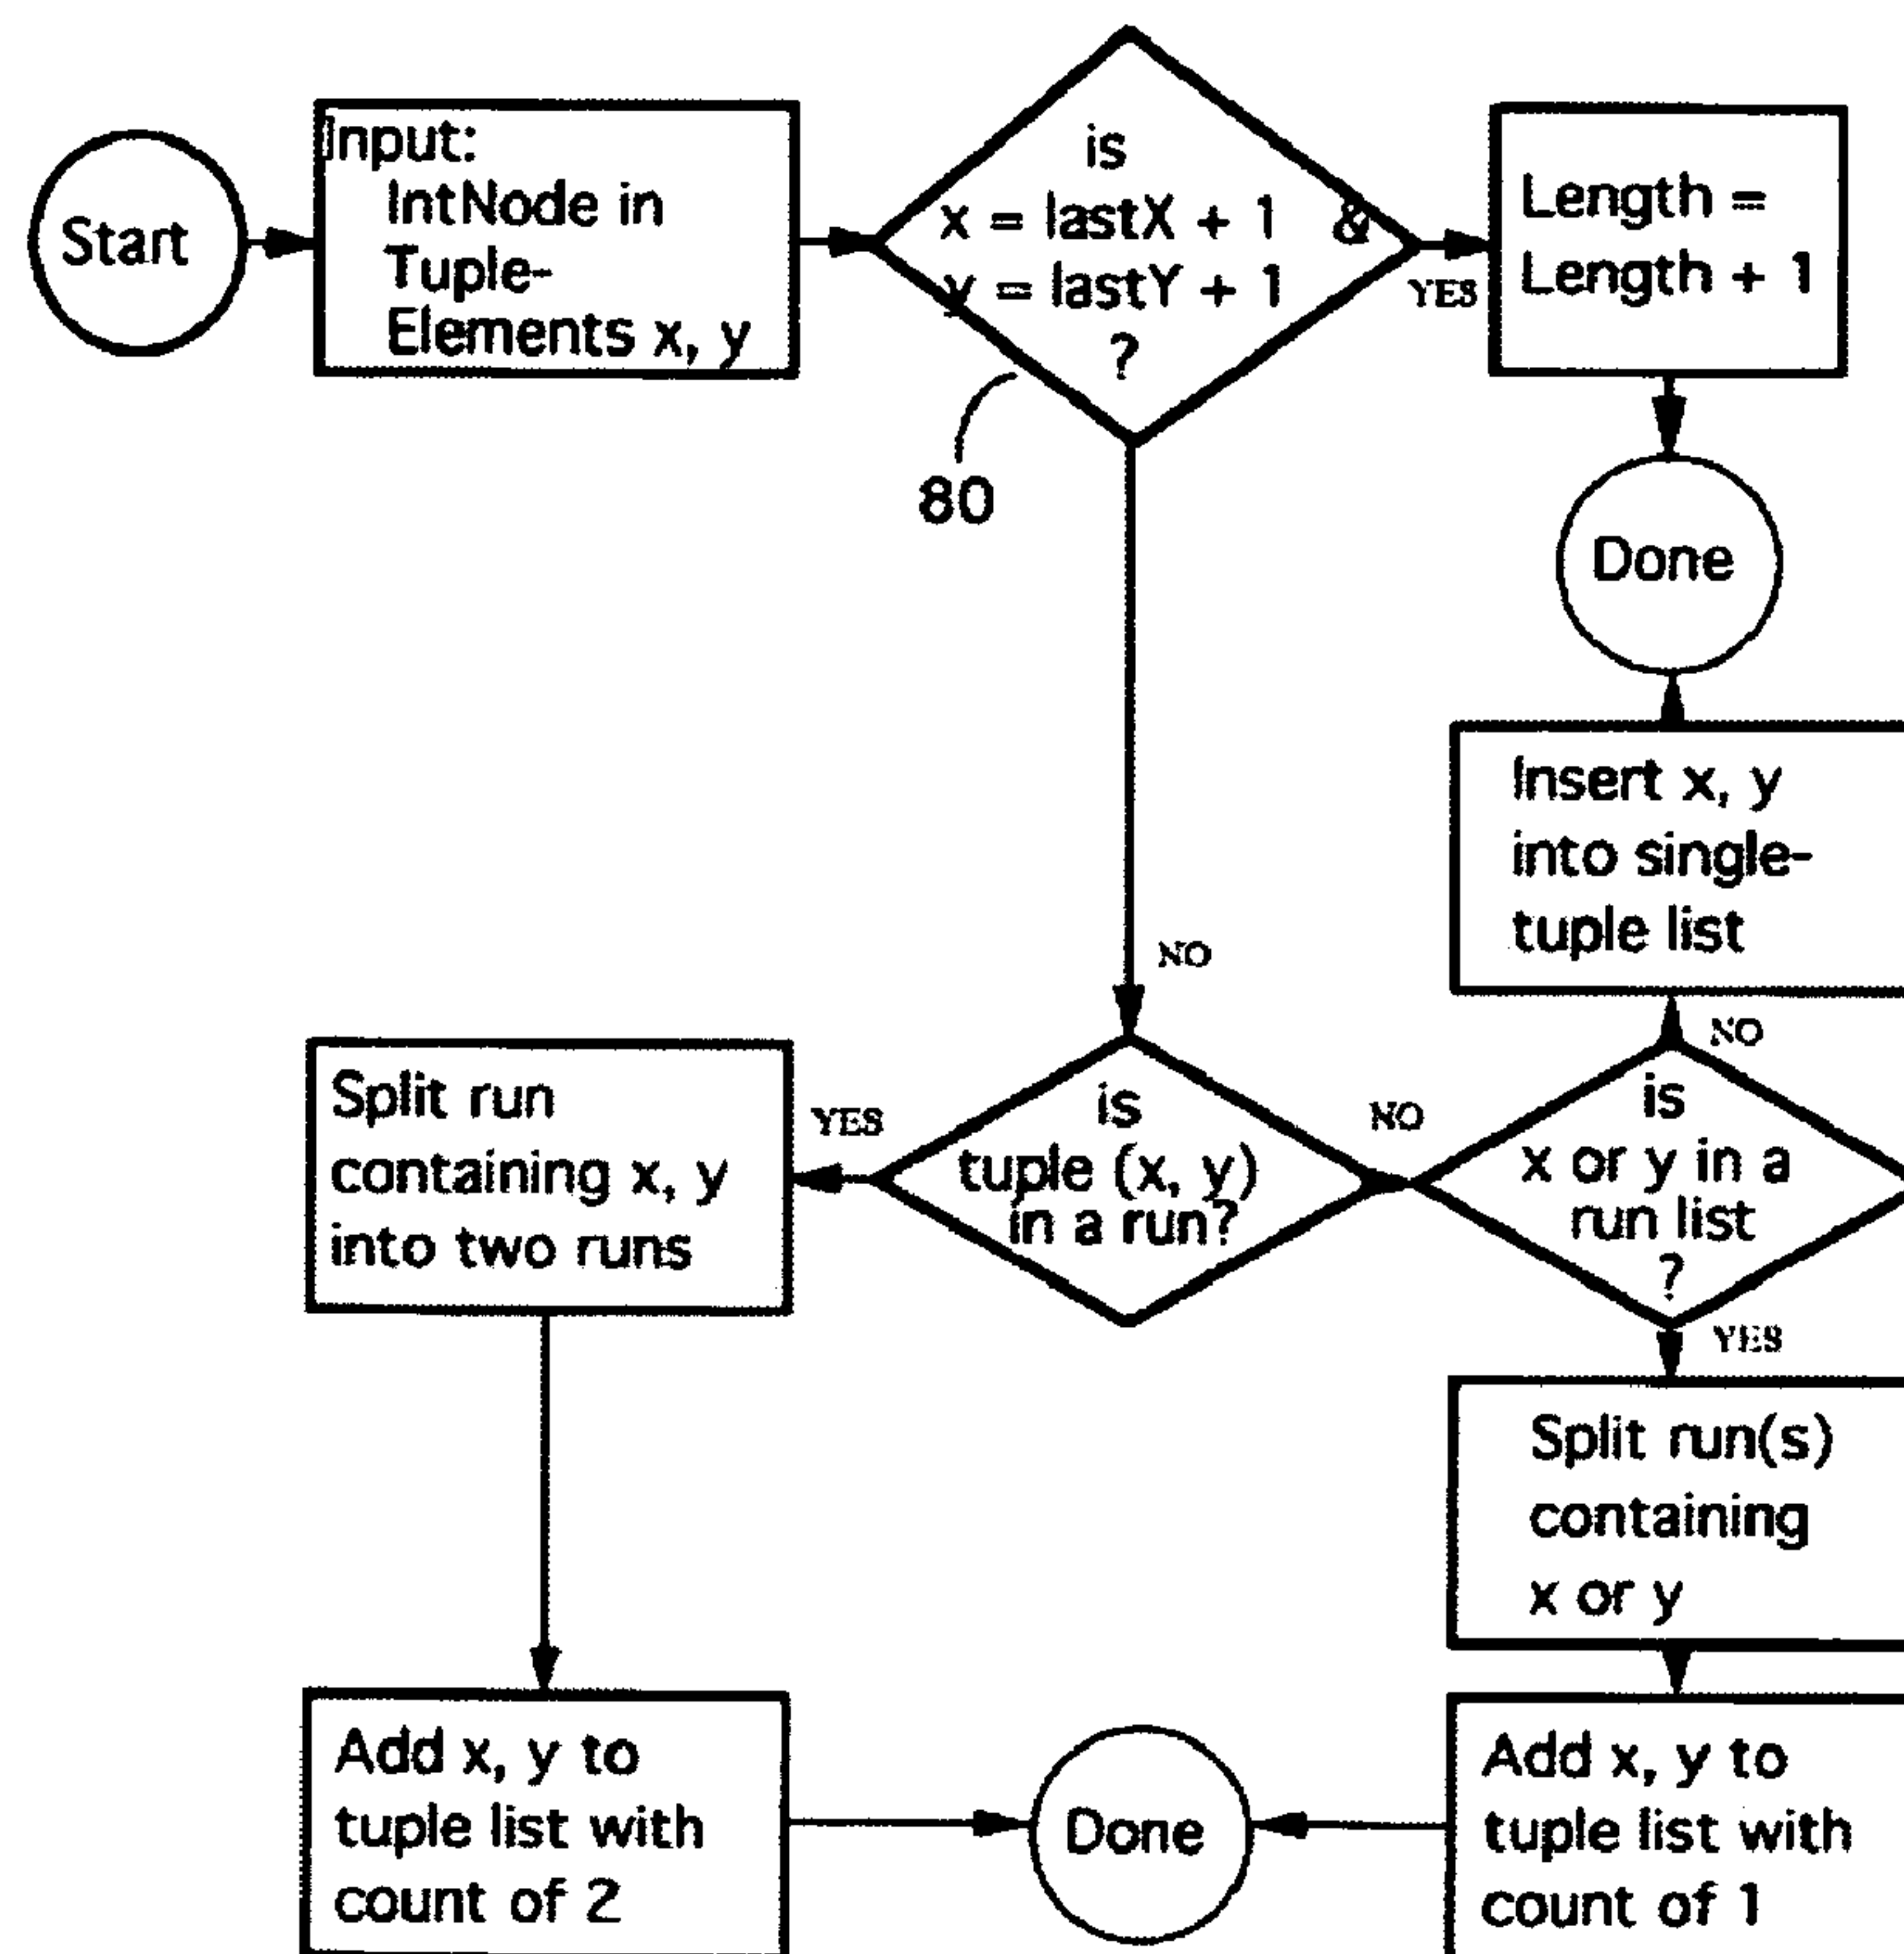 Start
Input:
IntNode in
Tuple-
Elements x, y
is
x = lastX + 1 &
y = lastY + 1
?
80
YES
Length =
Length + 1
Done
Insert x, y
into single-
tuple list
NO
NO
is
x or y in a
run list
?
YES
NO
is
tuple (x, y)
in a run?
YES
Split run
containing x, y
into two runs
Split run(s)
containing
x or y
Add x, y to
tuple list with
count of 2
Done
Add x, y to
tuple list with
count of 1